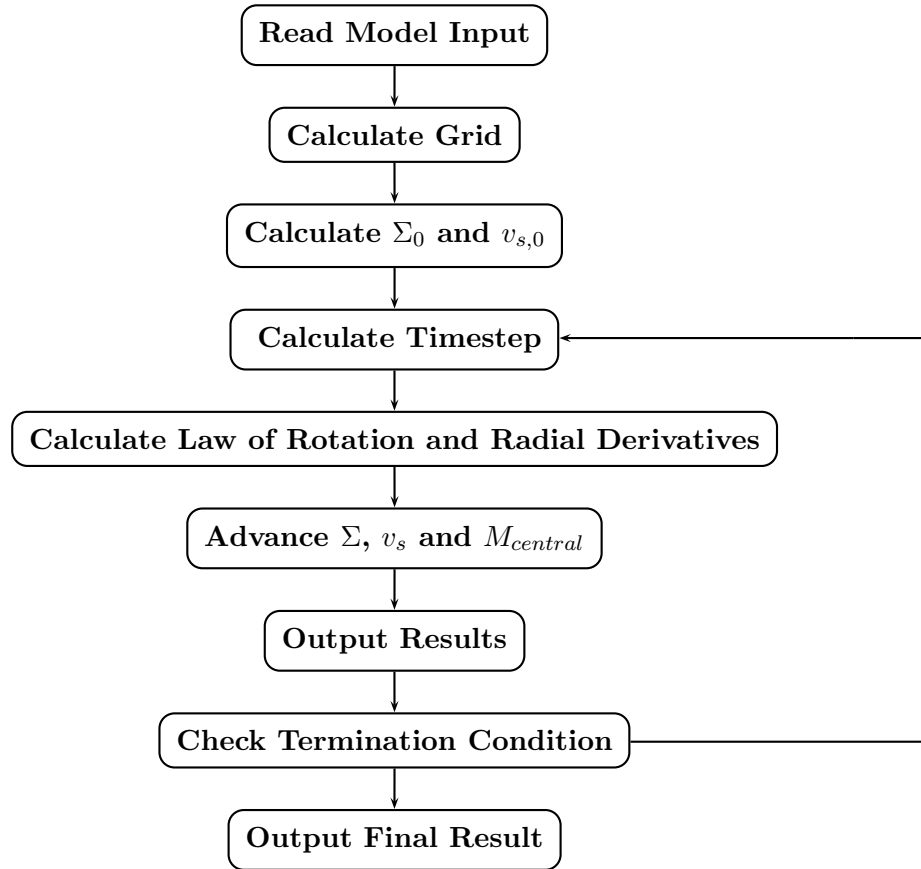 Read Model Input
Calculate Grid
Calculate Σ₀ and vₛ,₀
Calculate Timestep
Calculate Law of Rotation and Radial Derivatives
Advance Σ, vₛ and M_central
Output Results
Check Termination Condition
Output Final Result